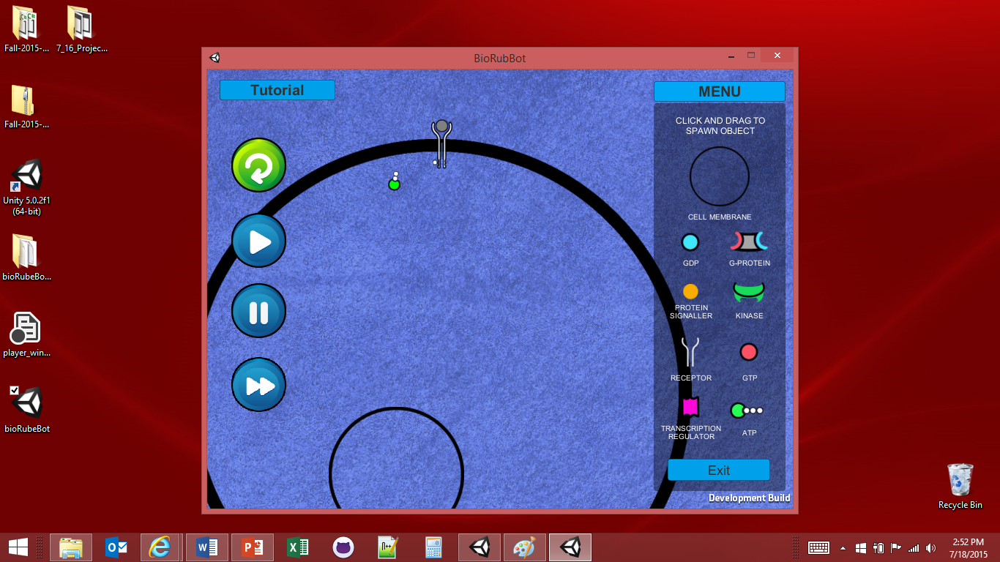 Fall-2015-...
7_16_Projec...
Fall-2015-...
Unity 5.0.2f1
(64-bit)
bioRubeBo...
player_win...
bioRubeBot
BioRubBot
Tutorial
MENU
CLICK AND DRAG TO
SPAWN OBJECT
CELL MEMBRANE
GDP
G-PROTEIN
PROTEIN
SIGNALLER
KINASE
RECEPTOR
GTP
TRANSCRIPTION
REGULATOR
ATP
Exit
Development Build
Recycle Bin
2:52 PM
7/18/2015